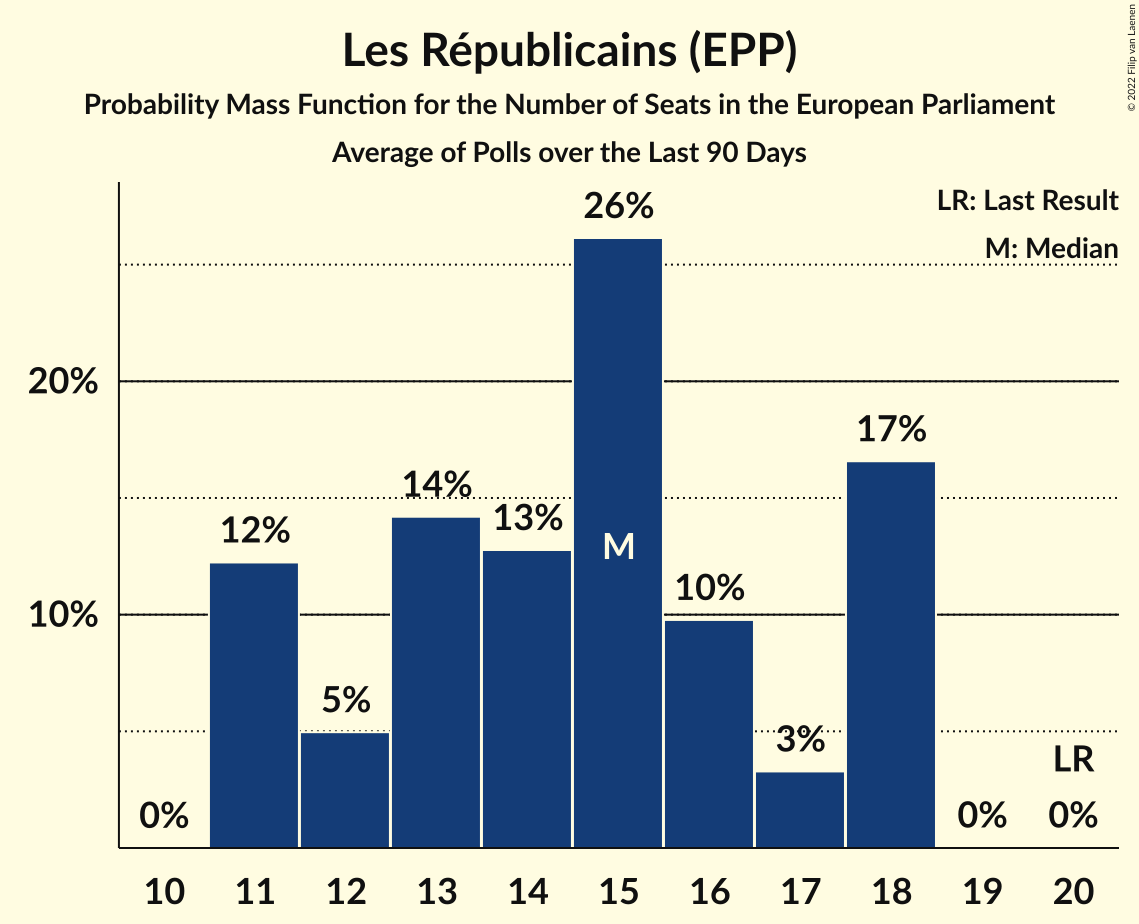 Les Républicains (EPP)
Probability Mass Function for the Number of Seats in the European Parliament
Average of Polls over the Last 90 Days
© 2022 Filip van Laenen
LR: Last Result
M: Median
26%
20%
17%
14%
13%
12%
M
10%
10%
5%
3%
LR
0%
0%
0%
10 11 12 13 14 15 16 17 18 19 20